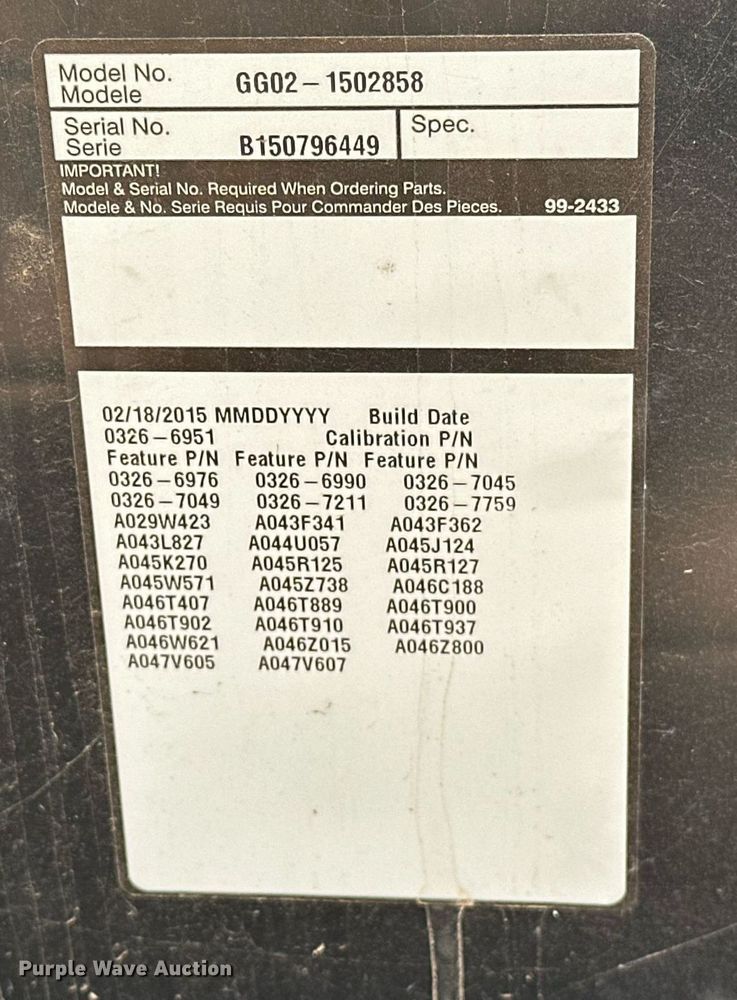 Model No. GG02-1502858
Modele
Serial No. Spec.
Serie B150796449
IMPORTANT!
Model & Serial No. Required When Ordering Parts.
Modele & No. Serie Requis Pour Commander Des Pieces. 99-2433
02/18/2015 MMDDYYYY Build Date
0326-6951 Calibration P/N
Feature P/N Feature P/N Feature P/N
0326-6976 0326-6990 0326-7045
0326-7049 0326-7211 0326-7759
A029W423 A043F341 A043F362
A043L827 A044U057 A045J124
A045K270 A045R125 A045R127
A045W571 A045Z738 A046C188
A046T407 A046T889 A046T900
A046T902 A046T910 A046T937
A046W621 A046Z015 A046Z800
A047V605 A047V607
Purple Wave Auction